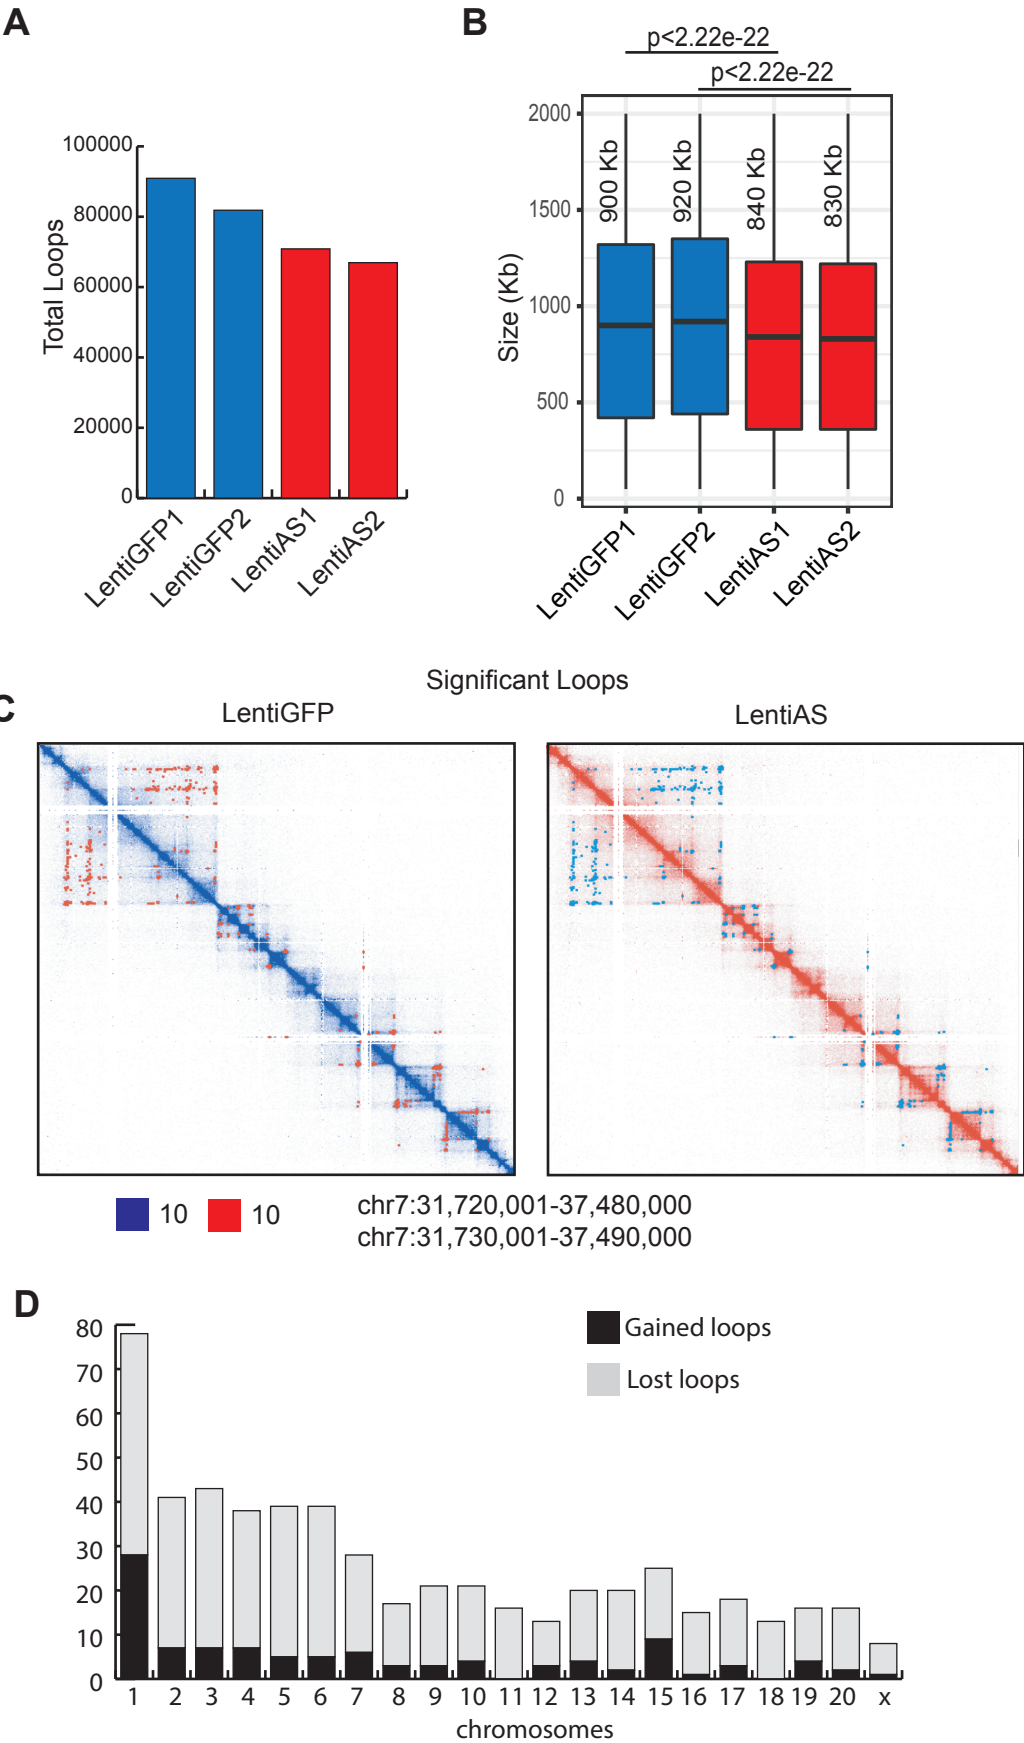 A
100000
80000
60000
40000
20000
0
Total Loops
LentiGFP1
LentiGFP2
LentiAS1
LentiAS2
B
p<2.22e-22
p<2.22e-22
2000
1500
1000
500
0
Size (Kb)
900 Kb
920 Kb
840 Kb
830 Kb
LentiGFP1
LentiGFP2
LentiAS1
LentiAS2
C
Significant Loops
LentiGFP
LentiAS
10
10
chr7:31,720,001-37,480,000
chr7:31,730,001-37,490,000
D
80
70
60
50
40
30
20
10
0
Gained loops
Lost loops
1 2 3 4 5 6 7 8 9 10 11 12 13 14 15 16 17 18 19 20 x
chromosomes